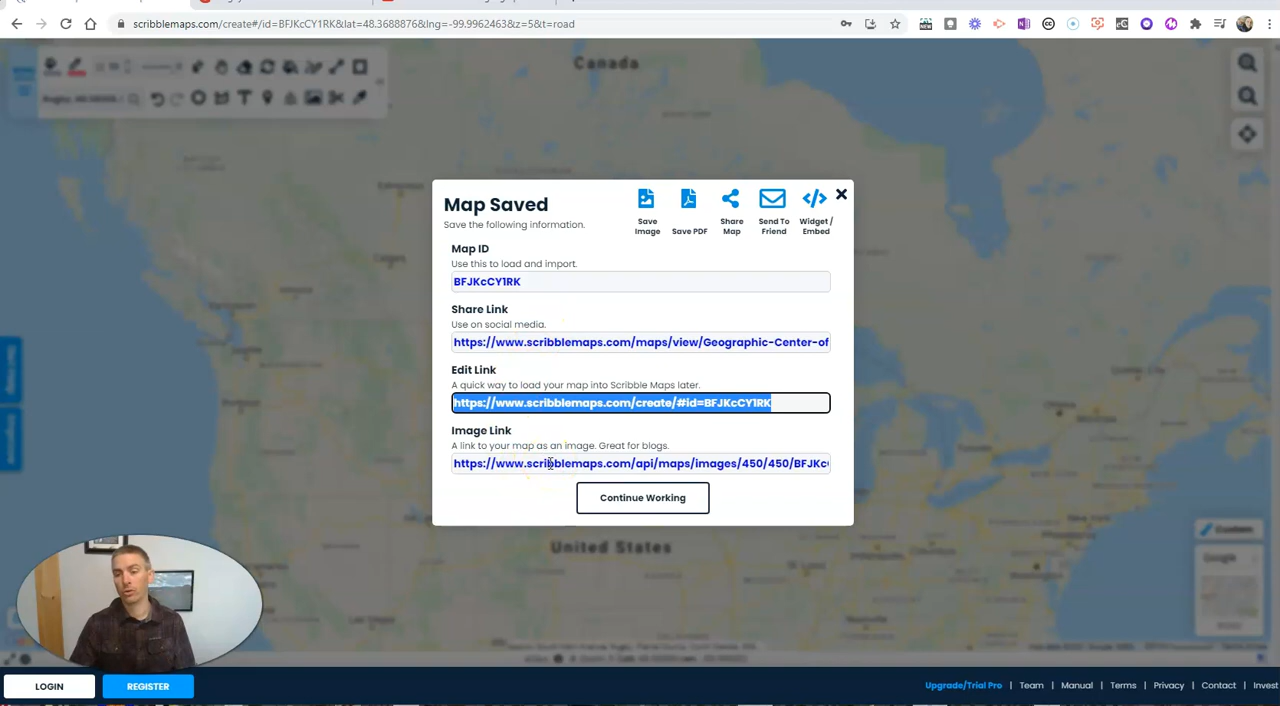 scribblemaps.com/create#/id=BFJKcCY1RK&lat=48.3688876&lng=-99.9962463&z=5&t=road
Canada
Map Saved
Save the following information.
Save Image
Save PDF
Share Map
Send To Friend
Widget / Embed
Map ID
Use this to load and import.
BFJKcCY1RK
Share Link
Use on social media.
https://www.scribblemaps.com/maps/view/Geographic-Center-of
Edit Link
A quick way to load your map into Scribble Maps later.
https://www.scribblemaps.com/create/#id=BFJKcCY1RK
Image Link
A link to your map as an image. Great for blogs.
https://www.scribblemaps.com/api/maps/images/450/450/BFJKc
Continue Working
United States
Custom
Google
LOGIN
REGISTER
Upgrade/Trial Pro | Team | Manual | Terms | Privacy | Contact | Invest